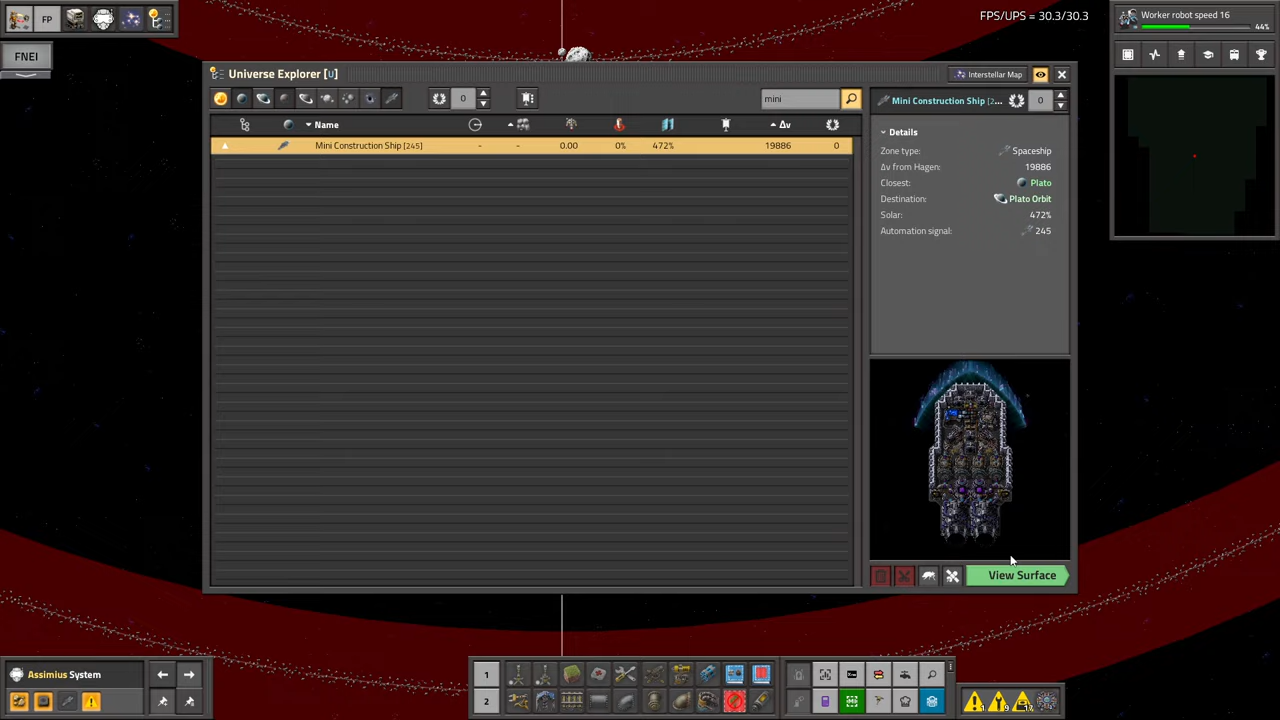 FP
FPS/UPS = 30.3/30.3
Worker robot speed 16
44%
FNEI
Universe Explorer [U]
Interstellar Map
0
mini
Mini Construction Ship [2...
0
Name
Δv
Mini Construction Ship [245]
-
-
0.00
0%
472%
19886
0
Details
Zone type:
Spaceship
Δv from Hagen:
19886
Closest:
Plato
Destination:
Plato Orbit
Solar:
472%
Automation signal:
245
View Surface
Assimius System
1
2